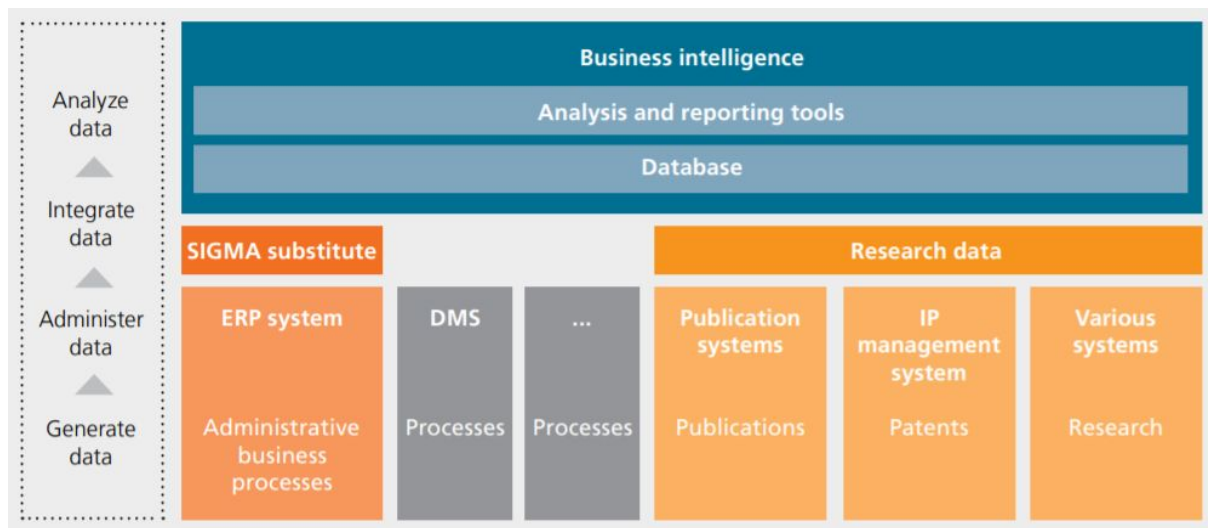 Analyze
data
Integrate
data
Administer
data
Generate
data
Business intelligence
Analysis and reporting tools
Database
SIGMA substitute
Research data
ERP system
Administrative
business
processes
DMS
Processes
...
Processes
Publication
systems
Publications
IP
management
system
Patents
Various
systems
Research